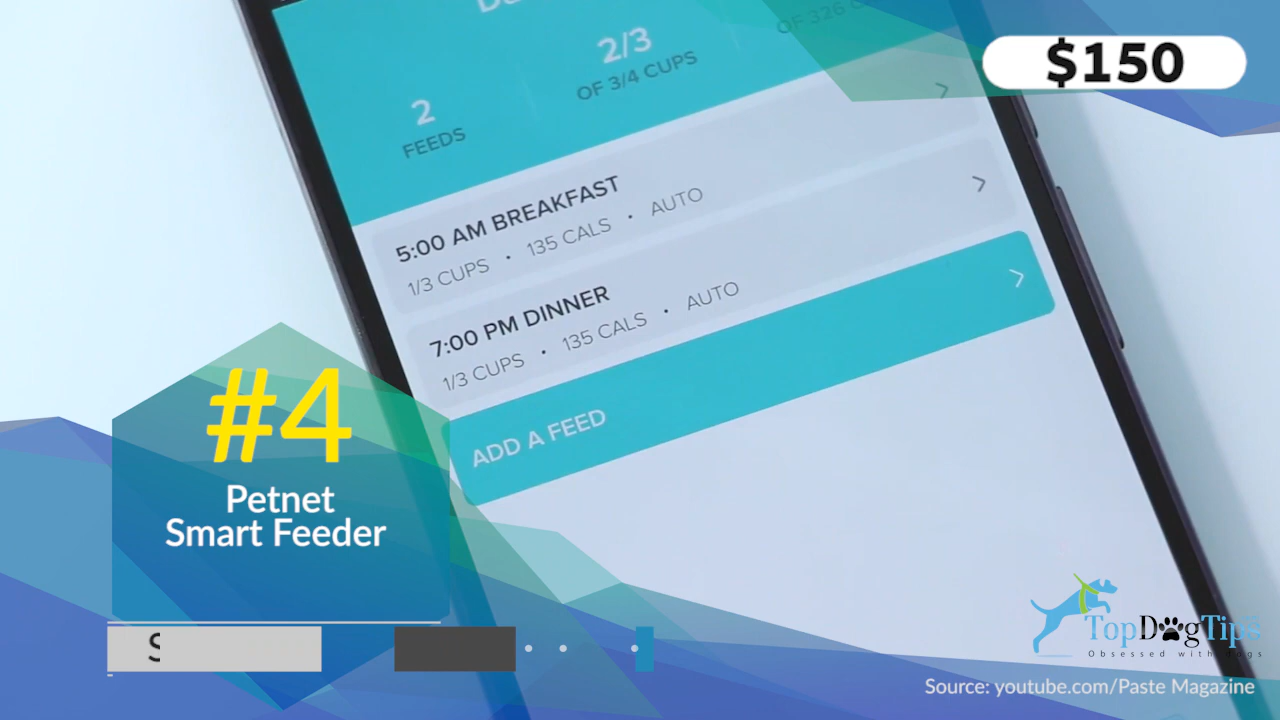 $150
2/3
OF 3/4 CUPS
2
FEEDS
5:00 AM BREAKFAST
1/3 CUPS • 135 CALS • AUTO
7:00 PM DINNER
1/3 CUPS • 135 CALS • AUTO
ADD A FEED
#4
Petnet
Smart Feeder
TopDogTips
Obsessed with dogs
Source: youtube.com/Paste Magazine